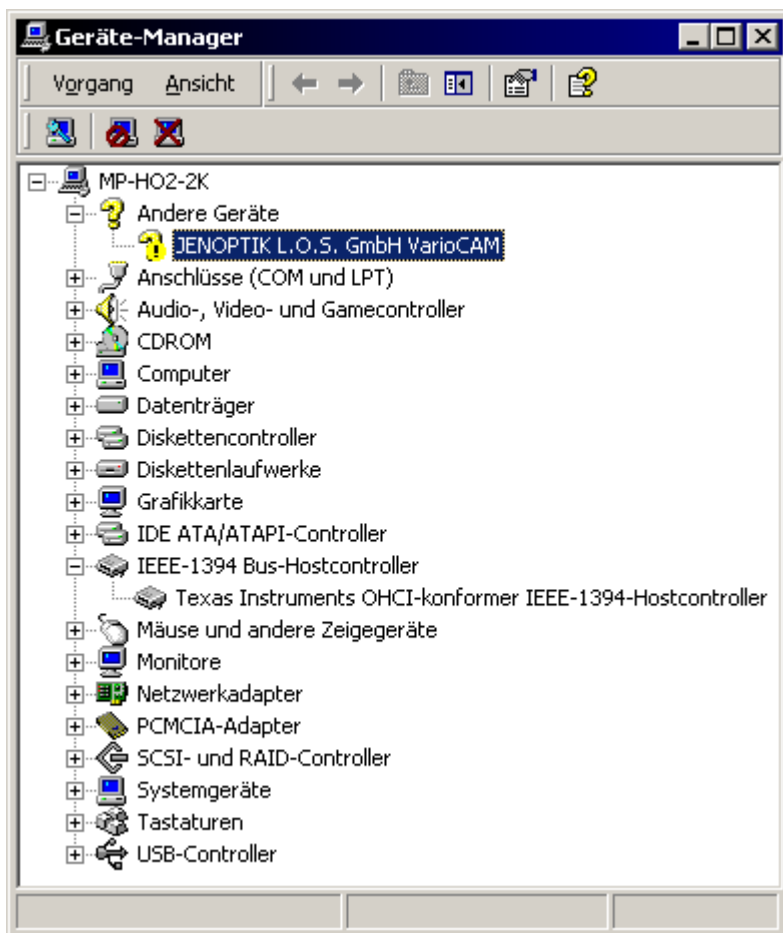 Geräte-Manager
Vorgang Ansicht
MP-HO2-2K
Andere Geräte
JENOPTIK L.O.S. GmbH VarioCAM
Anschlüsse (COM und LPT)
Audio-, Video- und Gamecontroller
CDROM
Computer
Datenträger
Diskettencontroller
Diskettenlaufwerke
Grafikkarte
IDE ATA/ATAPI-Controller
IEEE-1394 Bus-Hostcontroller
Texas Instruments OHCI-konformer IEEE-1394-Hostcontroller
Mäuse und andere Zeigegeräte
Monitore
Netzwerkadapter
PCMCIA-Adapter
SCSI- und RAID-Controller
Systemgeräte
Tastaturen
USB-Controller